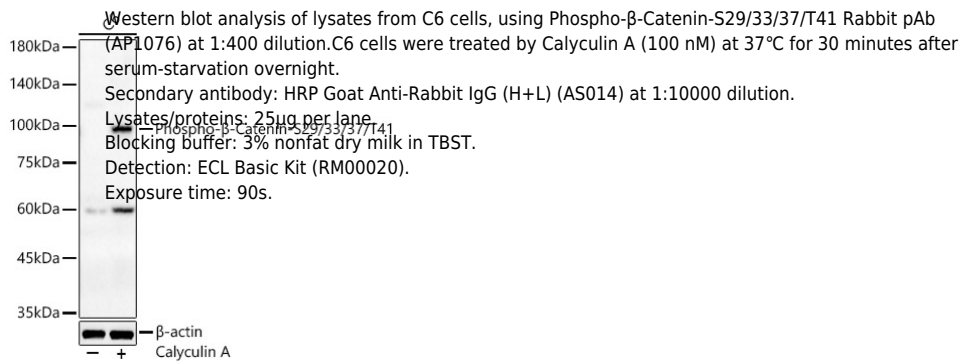 C6
Western blot analysis of lysates from C6 cells, using Phospho-β-Catenin-S29/33/37/T41 Rabbit pAb
(AP1076) at 1:400 dilution.C6 cells were treated by Calyculin A (100 nM) at 37℃ for 30 minutes after
serum-starvation overnight.
Secondary antibody: HRP Goat Anti-Rabbit IgG (H+L) (AS014) at 1:10000 dilution.
Lysates/proteins: 25μg per lane.
Blocking buffer: 3% nonfat dry milk in TBST.
Detection: ECL Basic Kit (RM00020).
Exposure time: 90s.
180kDa
140kDa
100kDa
Phospho-β-Catenin-S29/33/37/T41
75kDa
60kDa
45kDa
35kDa
β-actin
− + Calyculin A